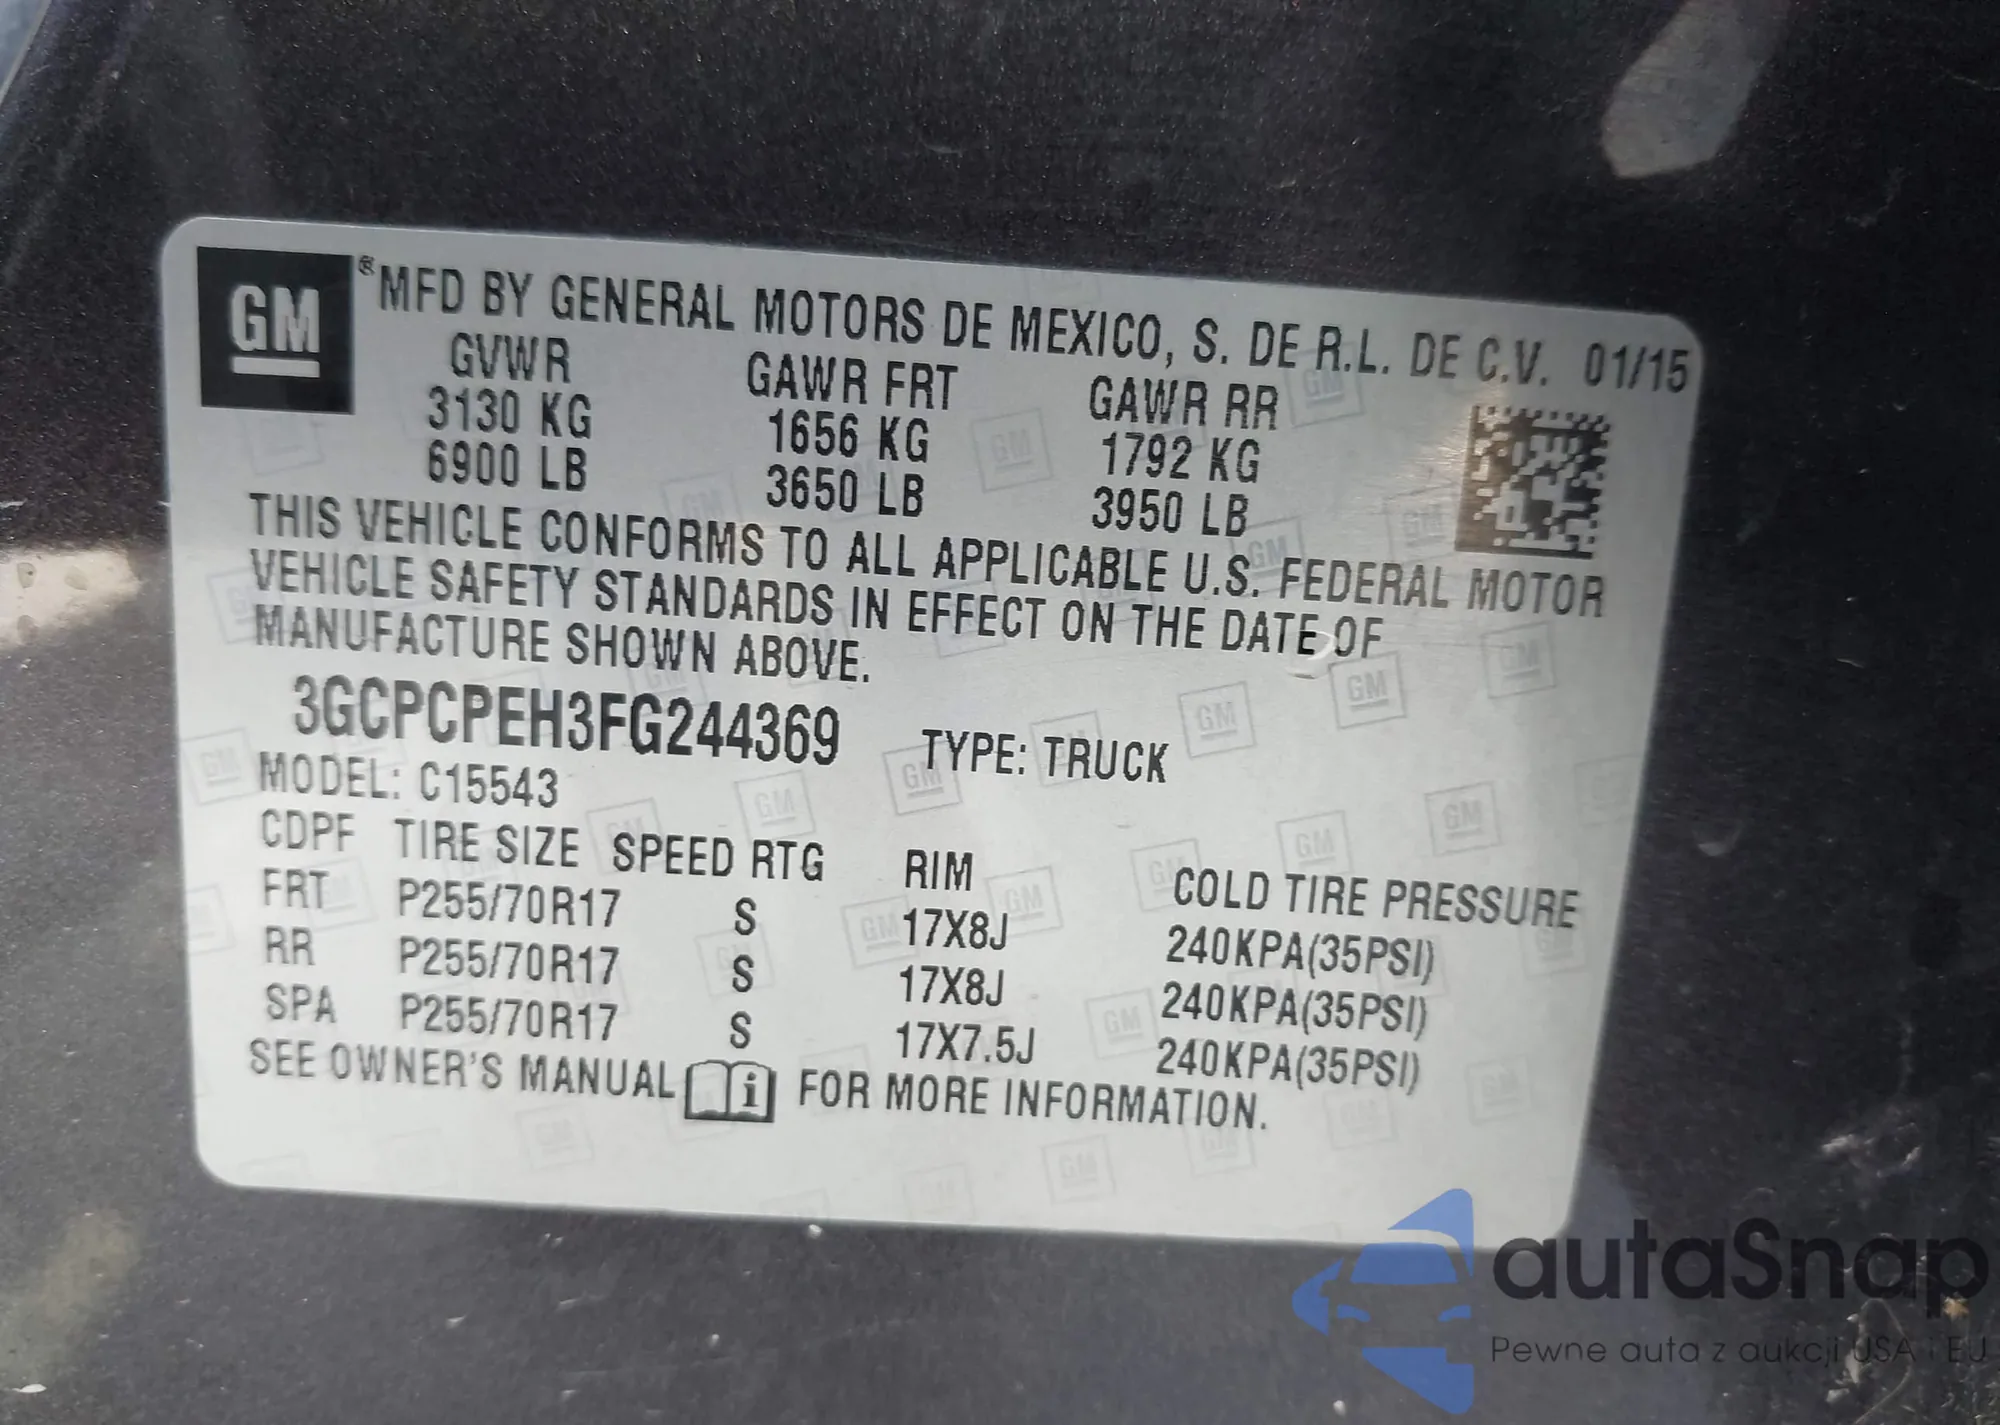 GM ® MFD BY GENERAL MOTORS DE MEXICO, S. DE R.L. DE C.V. 01/15
GVWR GAWR FRT GAWR RR
3130 KG 1656 KG 1792 KG
6900 LB 3650 LB 3950 LB
THIS VEHICLE CONFORMS TO ALL APPLICABLE U.S. FEDERAL MOTOR
VEHICLE SAFETY STANDARDS IN EFFECT ON THE DATE OF
MANUFACTURE SHOWN ABOVE.
3GCPCPEH3FG244369 TYPE: TRUCK
MODEL: C15543
CDPF TIRE SIZE SPEED RTG RIM COLD TIRE PRESSURE
FRT P255/70R17 S 17X8J 240KPA(35PSI)
RR P255/70R17 S 17X8J 240KPA(35PSI)
SPA P255/70R17 S 17X7.5J 240KPA(35PSI)
SEE OWNER'S MANUAL i FOR MORE INFORMATION.
autaSnap
Pewne auta z aukcji USA i EU